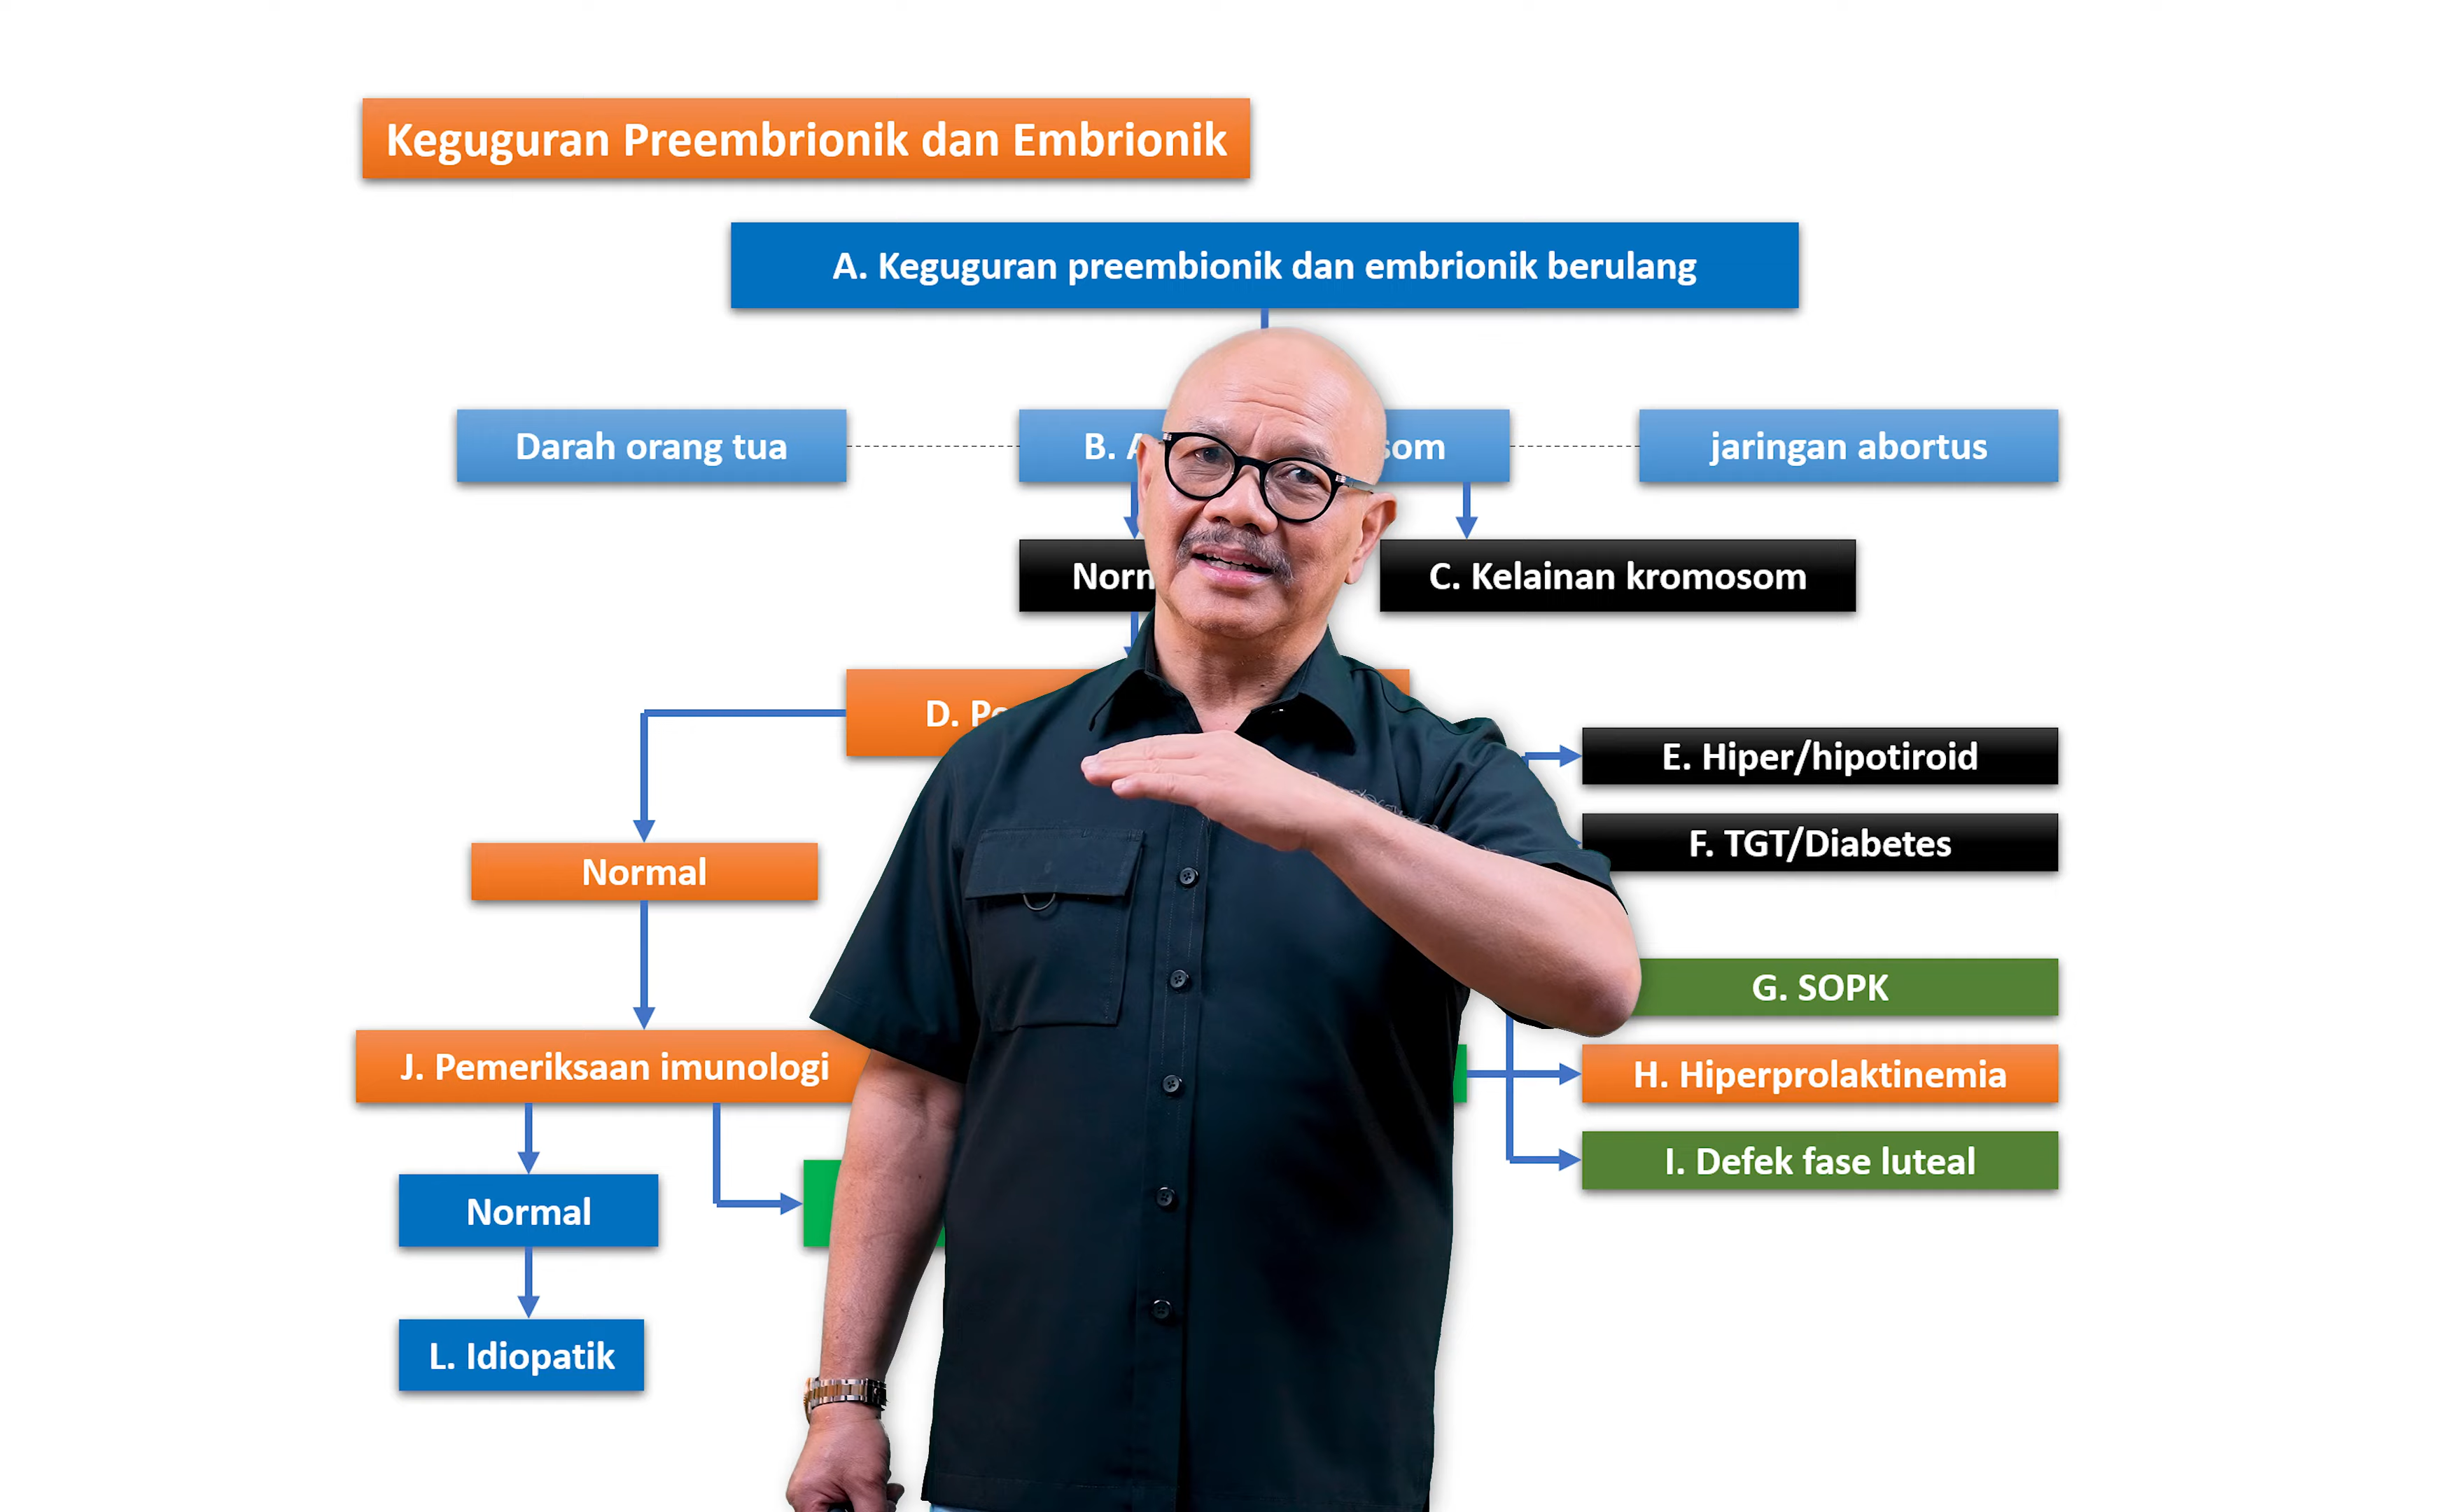 Keguguran Preembrionik dan Embrionik
A. Keguguran preembionik dan embrionik berulang
Darah orang tua
B.
jaringan abortus
C. Kelainan kromosom
D.
E. Hiper/hipotiroid
F. TGT/Diabetes
Normal
G. SOPK
J. Pemeriksaan imunologi
H. Hiperprolaktinemia
I. Defek fase luteal
Normal
L. Idiopatik